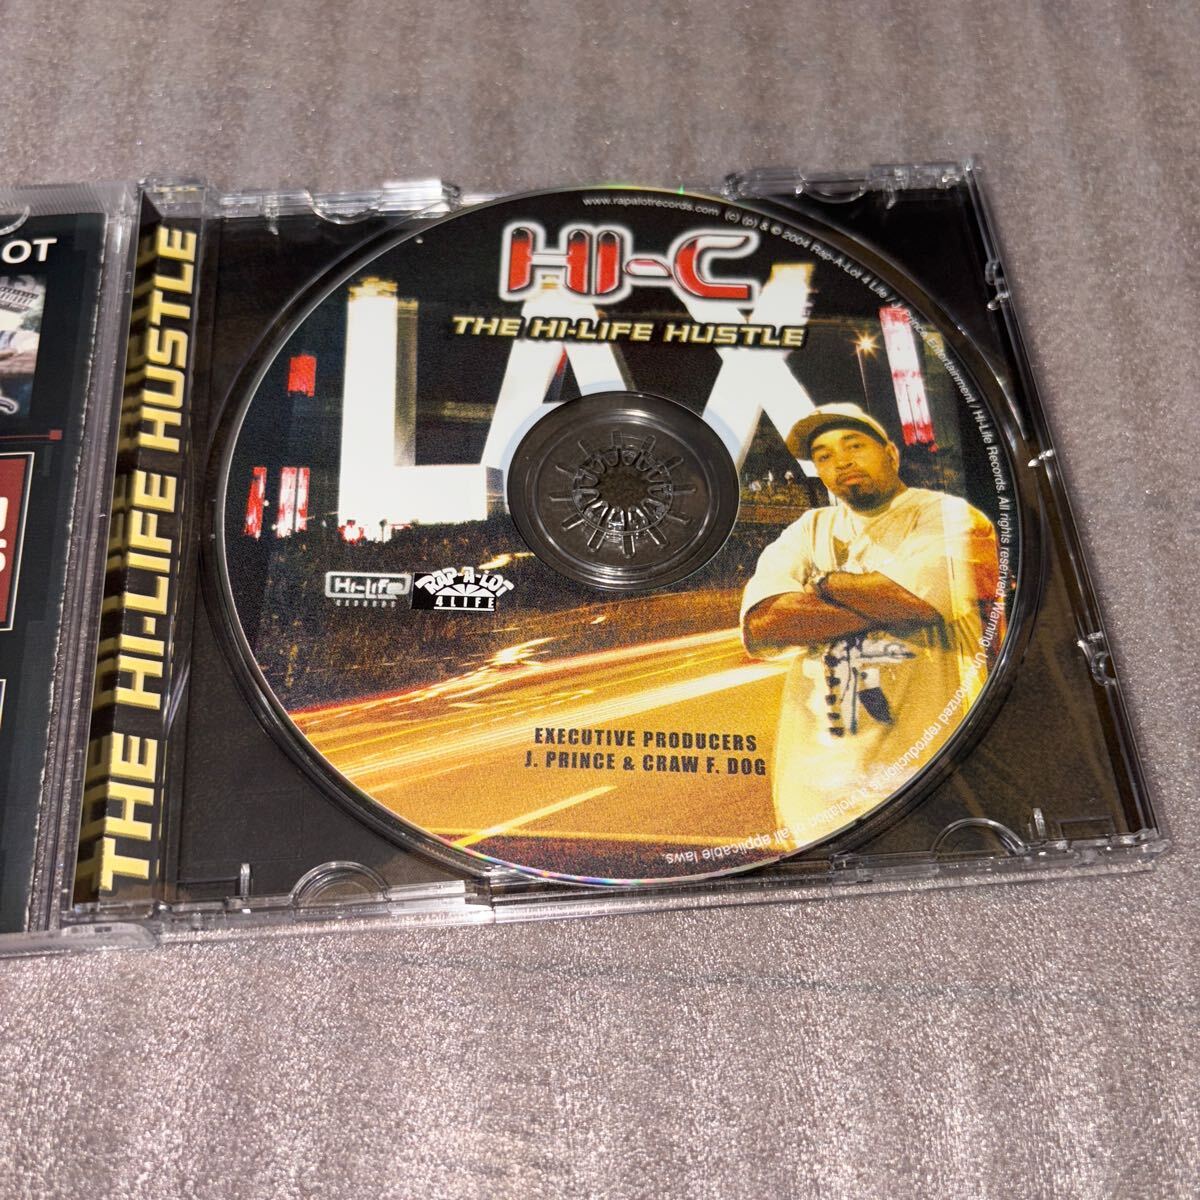 OT
THE HI-LIFE HUSTLE
www.rapalotrecords.com (c) (p) & © 2004 Rap-A-Lot 4 Life / J. Prince Entertainment / Hi-Life Records. All rights reserved. Warning: Unauthorized reproduction is a violation of all applicable laws.
HI-C
THE HI-LIFE HUSTLE
LAX
Hi-Life
RECORDS
RAP-A-LOT
4 LIFE
EXECUTIVE PRODUCERS
J. PRINCE & CRAW F. DOG